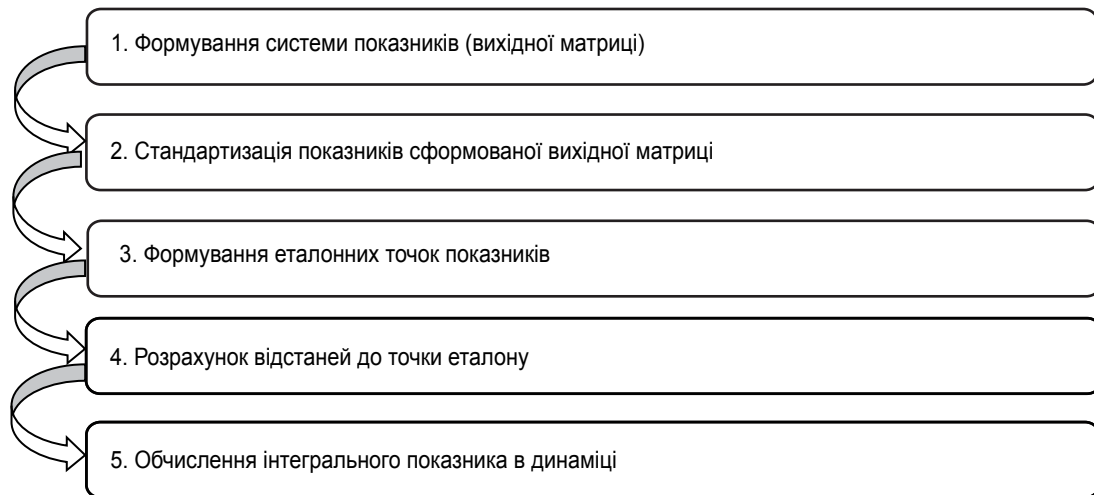 1. Формування системи показників (вихідної матриці)
2. Стандартизація показників сформованої вихідної матриці
3. Формування еталонних точок показників
4. Розрахунок відстаней до точки еталону
5. Обчислення інтегрального показника в динаміці